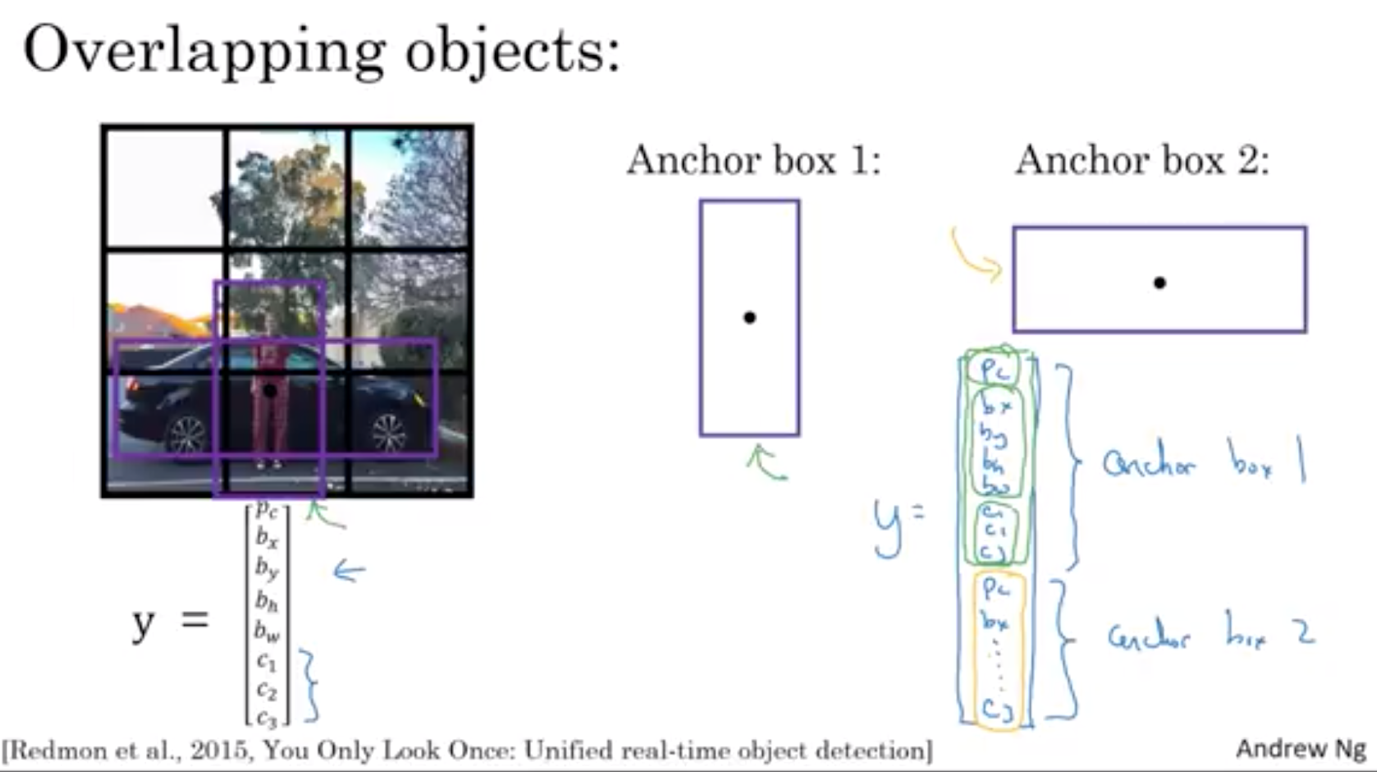 Overlapping objects:
Anchor box 1:
Anchor box 2:
y =
p_c
b_x
b_y
b_h
b_w
c_1
c_2
c_3
y =
pc
bx
by
bh
bw
c1
c3
anchor box 1
pc
bx
⋮
c3
anchor box 2
[Redmon et al., 2015, You Only Look Once: Unified real-time object detection]
Andrew Ng